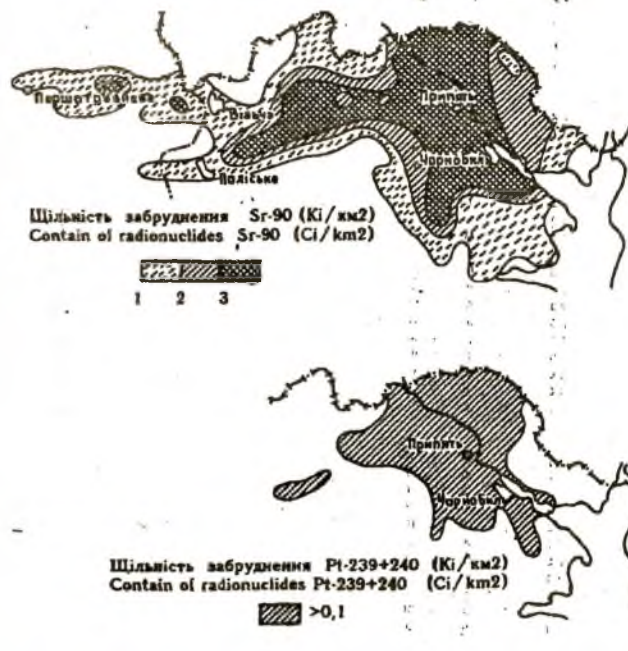 Першотравенск
Вільча
Прип'ять
Чорнобиль
Поліське
Щільність забруднення Sr-90 (Кі/км2)
Contain of radionuclides Sr-90 (Ci/km2)
1 2 3
Прип'ять
Чорнобиль
Щільність забруднення Pt-239+240 (Кі/км2)
Contain of radionuclides Pt-239+240 (Ci/km2)
>0,1